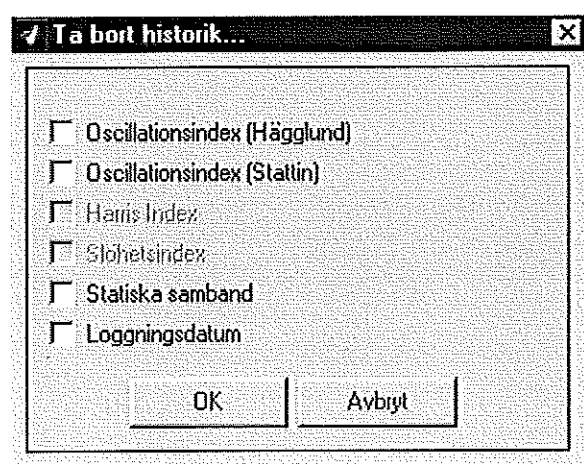 Ta bort historik...
Oscillationsindex (Hägglund)
Oscillationsindex (Stattin)
Harris Index
Slöhetsindex
Statiska samband
Loggningsdatum
OK Avbryt